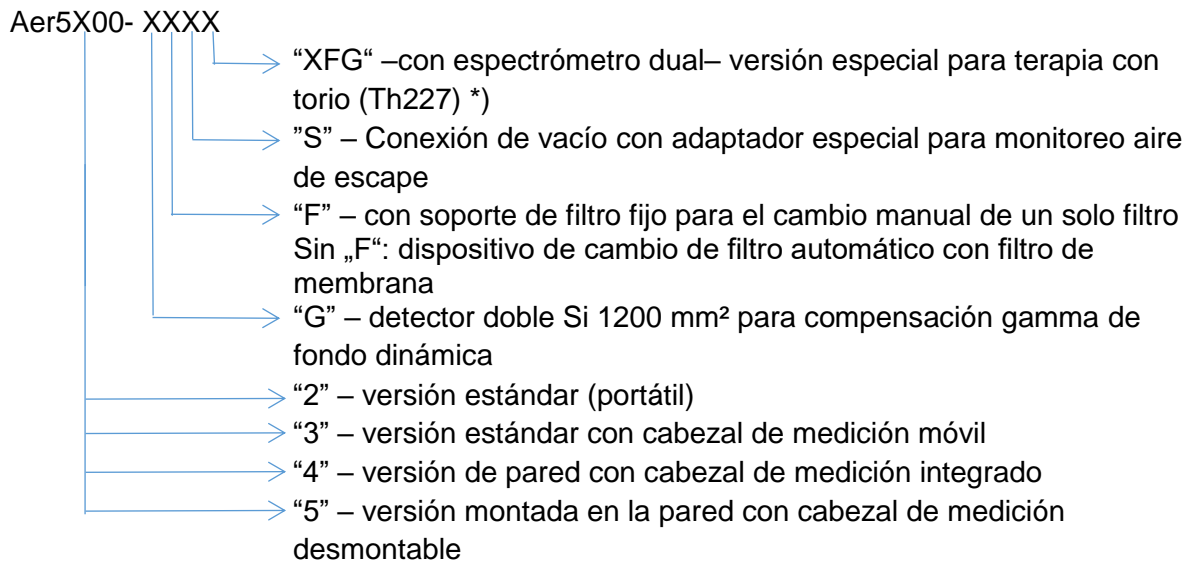 Aer5X00- XXXX
“XFG“ –con espectrómetro dual– versión especial para terapia con
torio (Th227) *)
”S” – Conexión de vacío con adaptador especial para monitoreo aire
de escape
“F” – con soporte de filtro fijo para el cambio manual de un solo filtro
Sin „F“: dispositivo de cambio de filtro automático con filtro de
membrana
“G” – detector doble Si 1200 mm² para compensación gamma de
fondo dinámica
“2” – versión estándar (portátil)
“3” – versión estándar con cabezal de medición móvil
“4” – versión de pared con cabezal de medición integrado
“5” – versión montada en la pared con cabezal de medición
desmontable